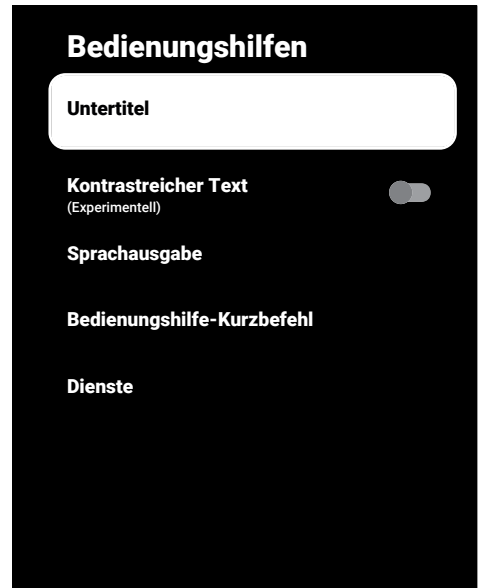 Bedienungshilfen
Untertitel
Kontrastreicher Text
(Experimentell)
Sprachausgabe
Bedienungshilfe-Kurzbefehl
Dienste